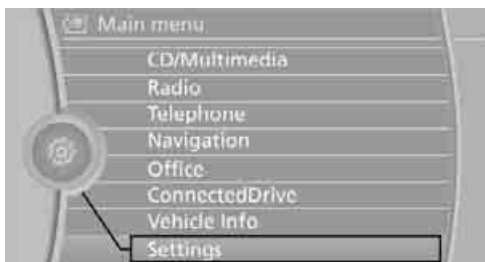 Main menu
CD/Multimedia
Radio
Telephone
Navigation
Office
ConnectedDrive
Vehicle Info
Settings